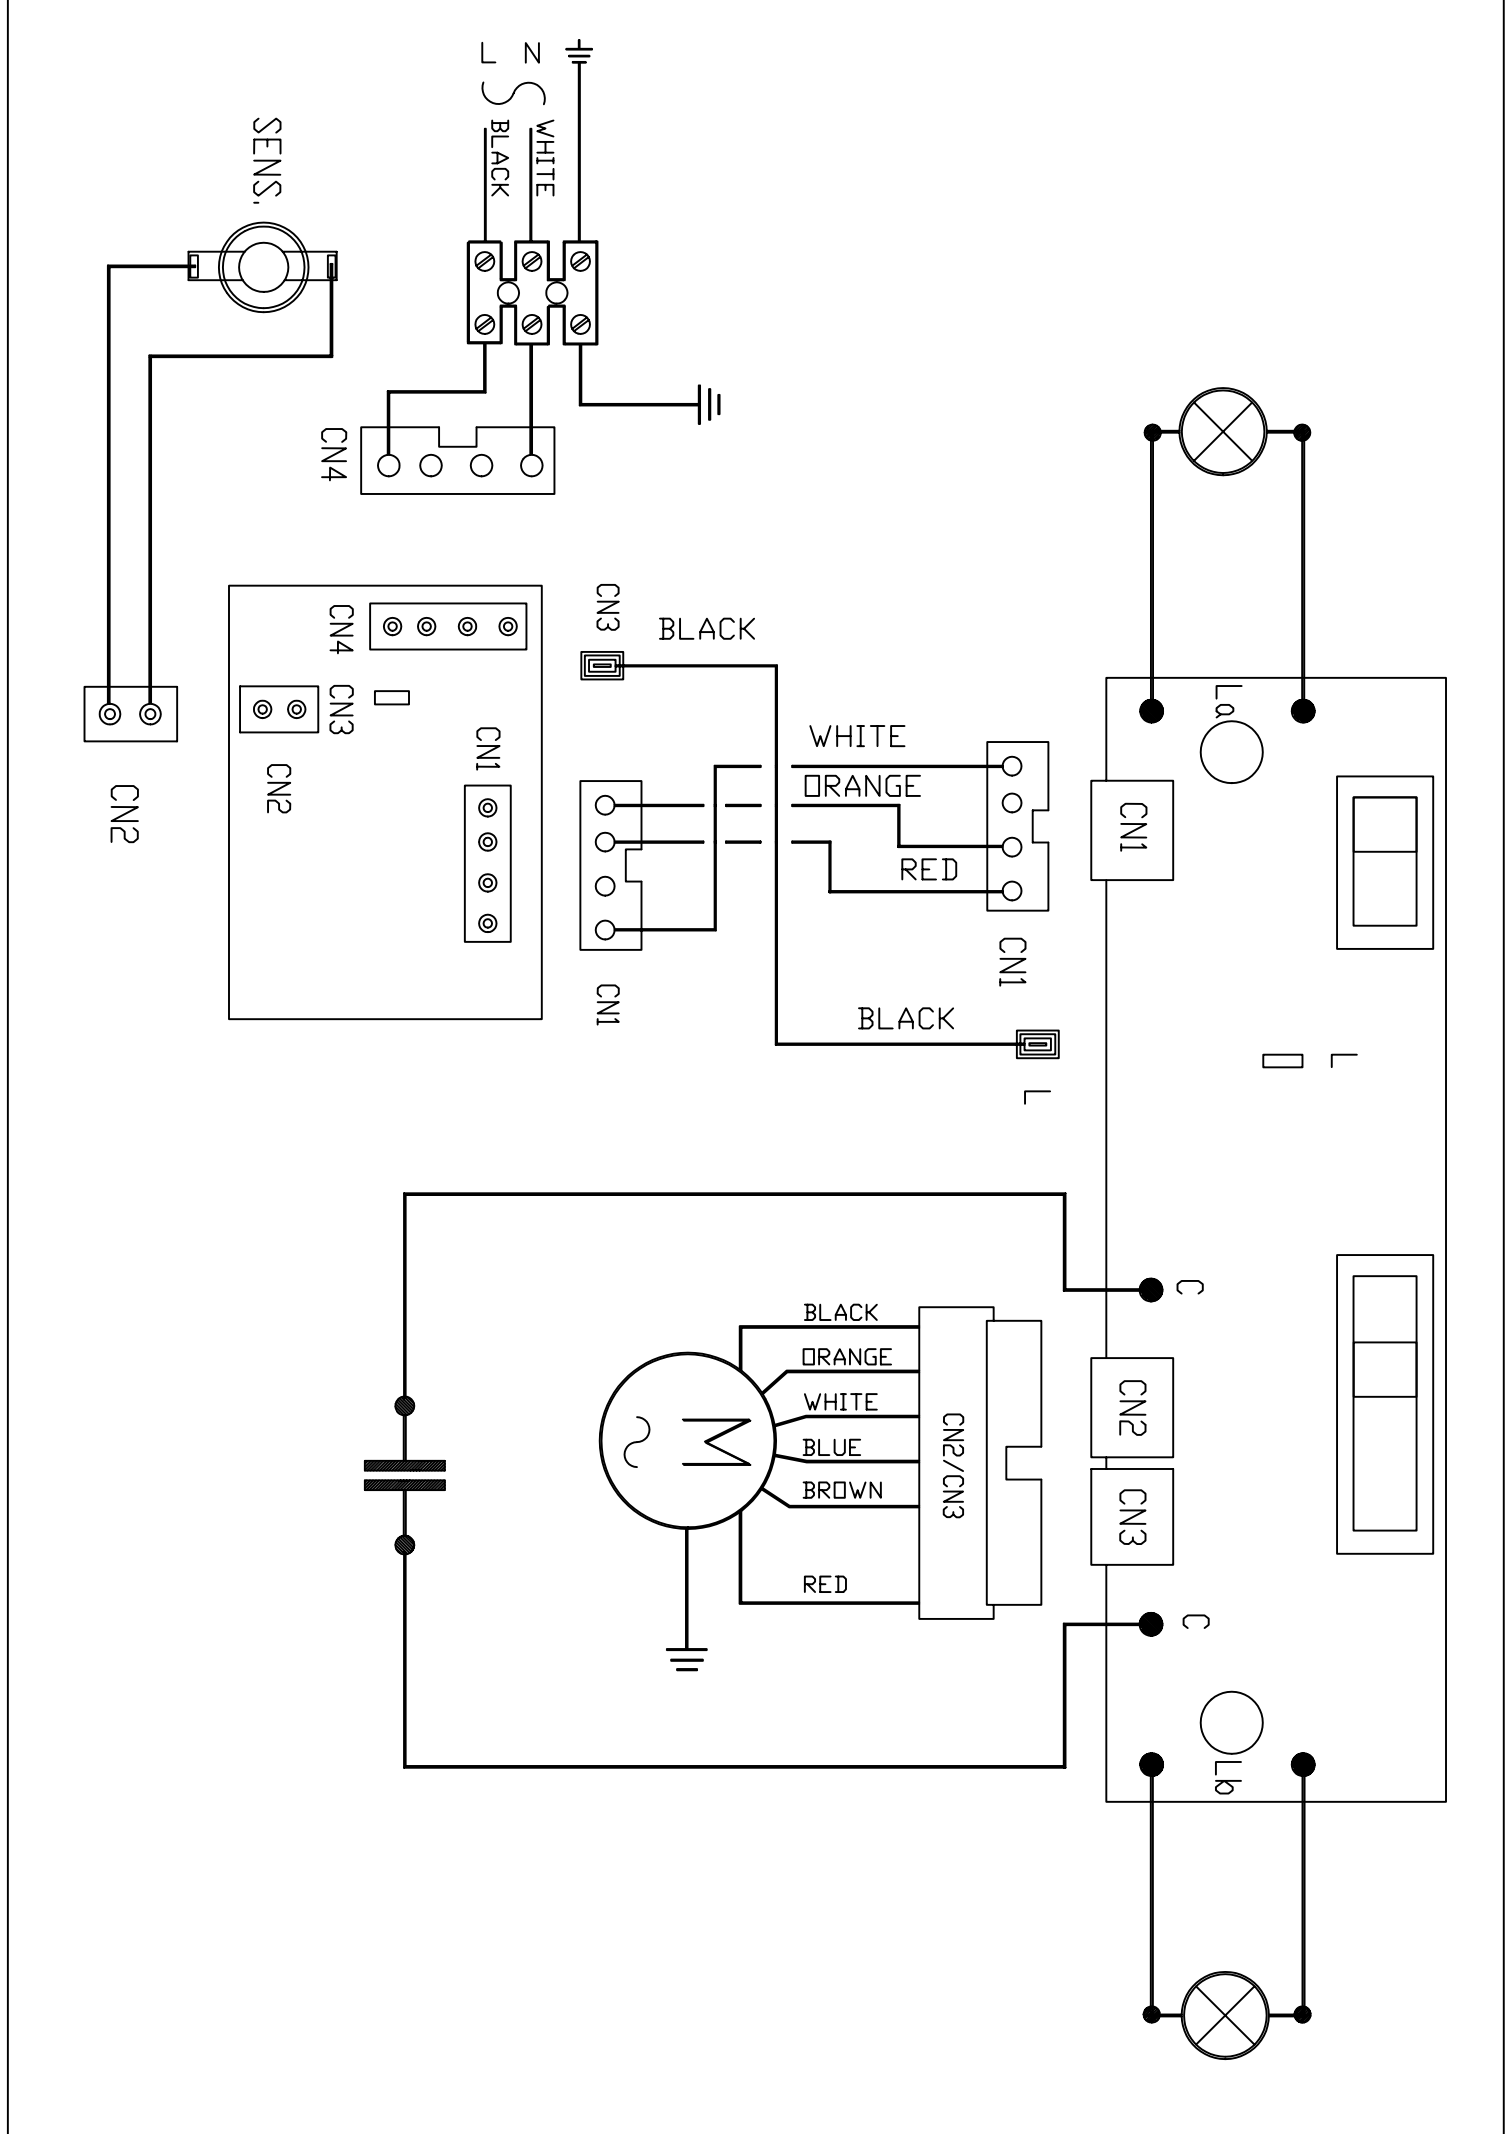 L N
BLACK
WHITE
SENS.
CN4
CN4
CN3
CN3
BLACK
La
CN1
CN2
CN2
WHITE
ORANGE
RED
CN1
CN1
CN1
BLACK
L
L
C
BLACK
ORANGE
WHITE
BLUE
BROWN
RED
CN2/CN3
M
CN2
CN3
C
Lb